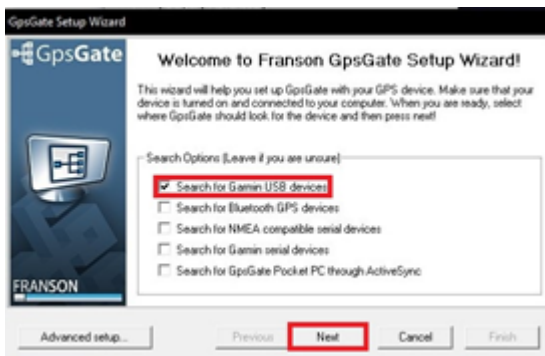 GpsGate Setup Wizard
GpsGate
Welcome to Franson GpsGate Setup Wizard!
This wizard will help you set up GpsGate with your GPS device. Make sure that your
device is turned on and connected to your computer. When you are ready, select
where GpsGate should look for the device and then press next!
Search Options (Leave if you are unsure)
Search for Garmin USB devices
Search for Bluetooth GPS devices
Search for NMEA compatible serial devices
Search for Garmin serial devices
Search for GpsGate Pocket PC through ActiveSync
FRANSON
Advanced setup...
Previous
Next
Cancel
Finish